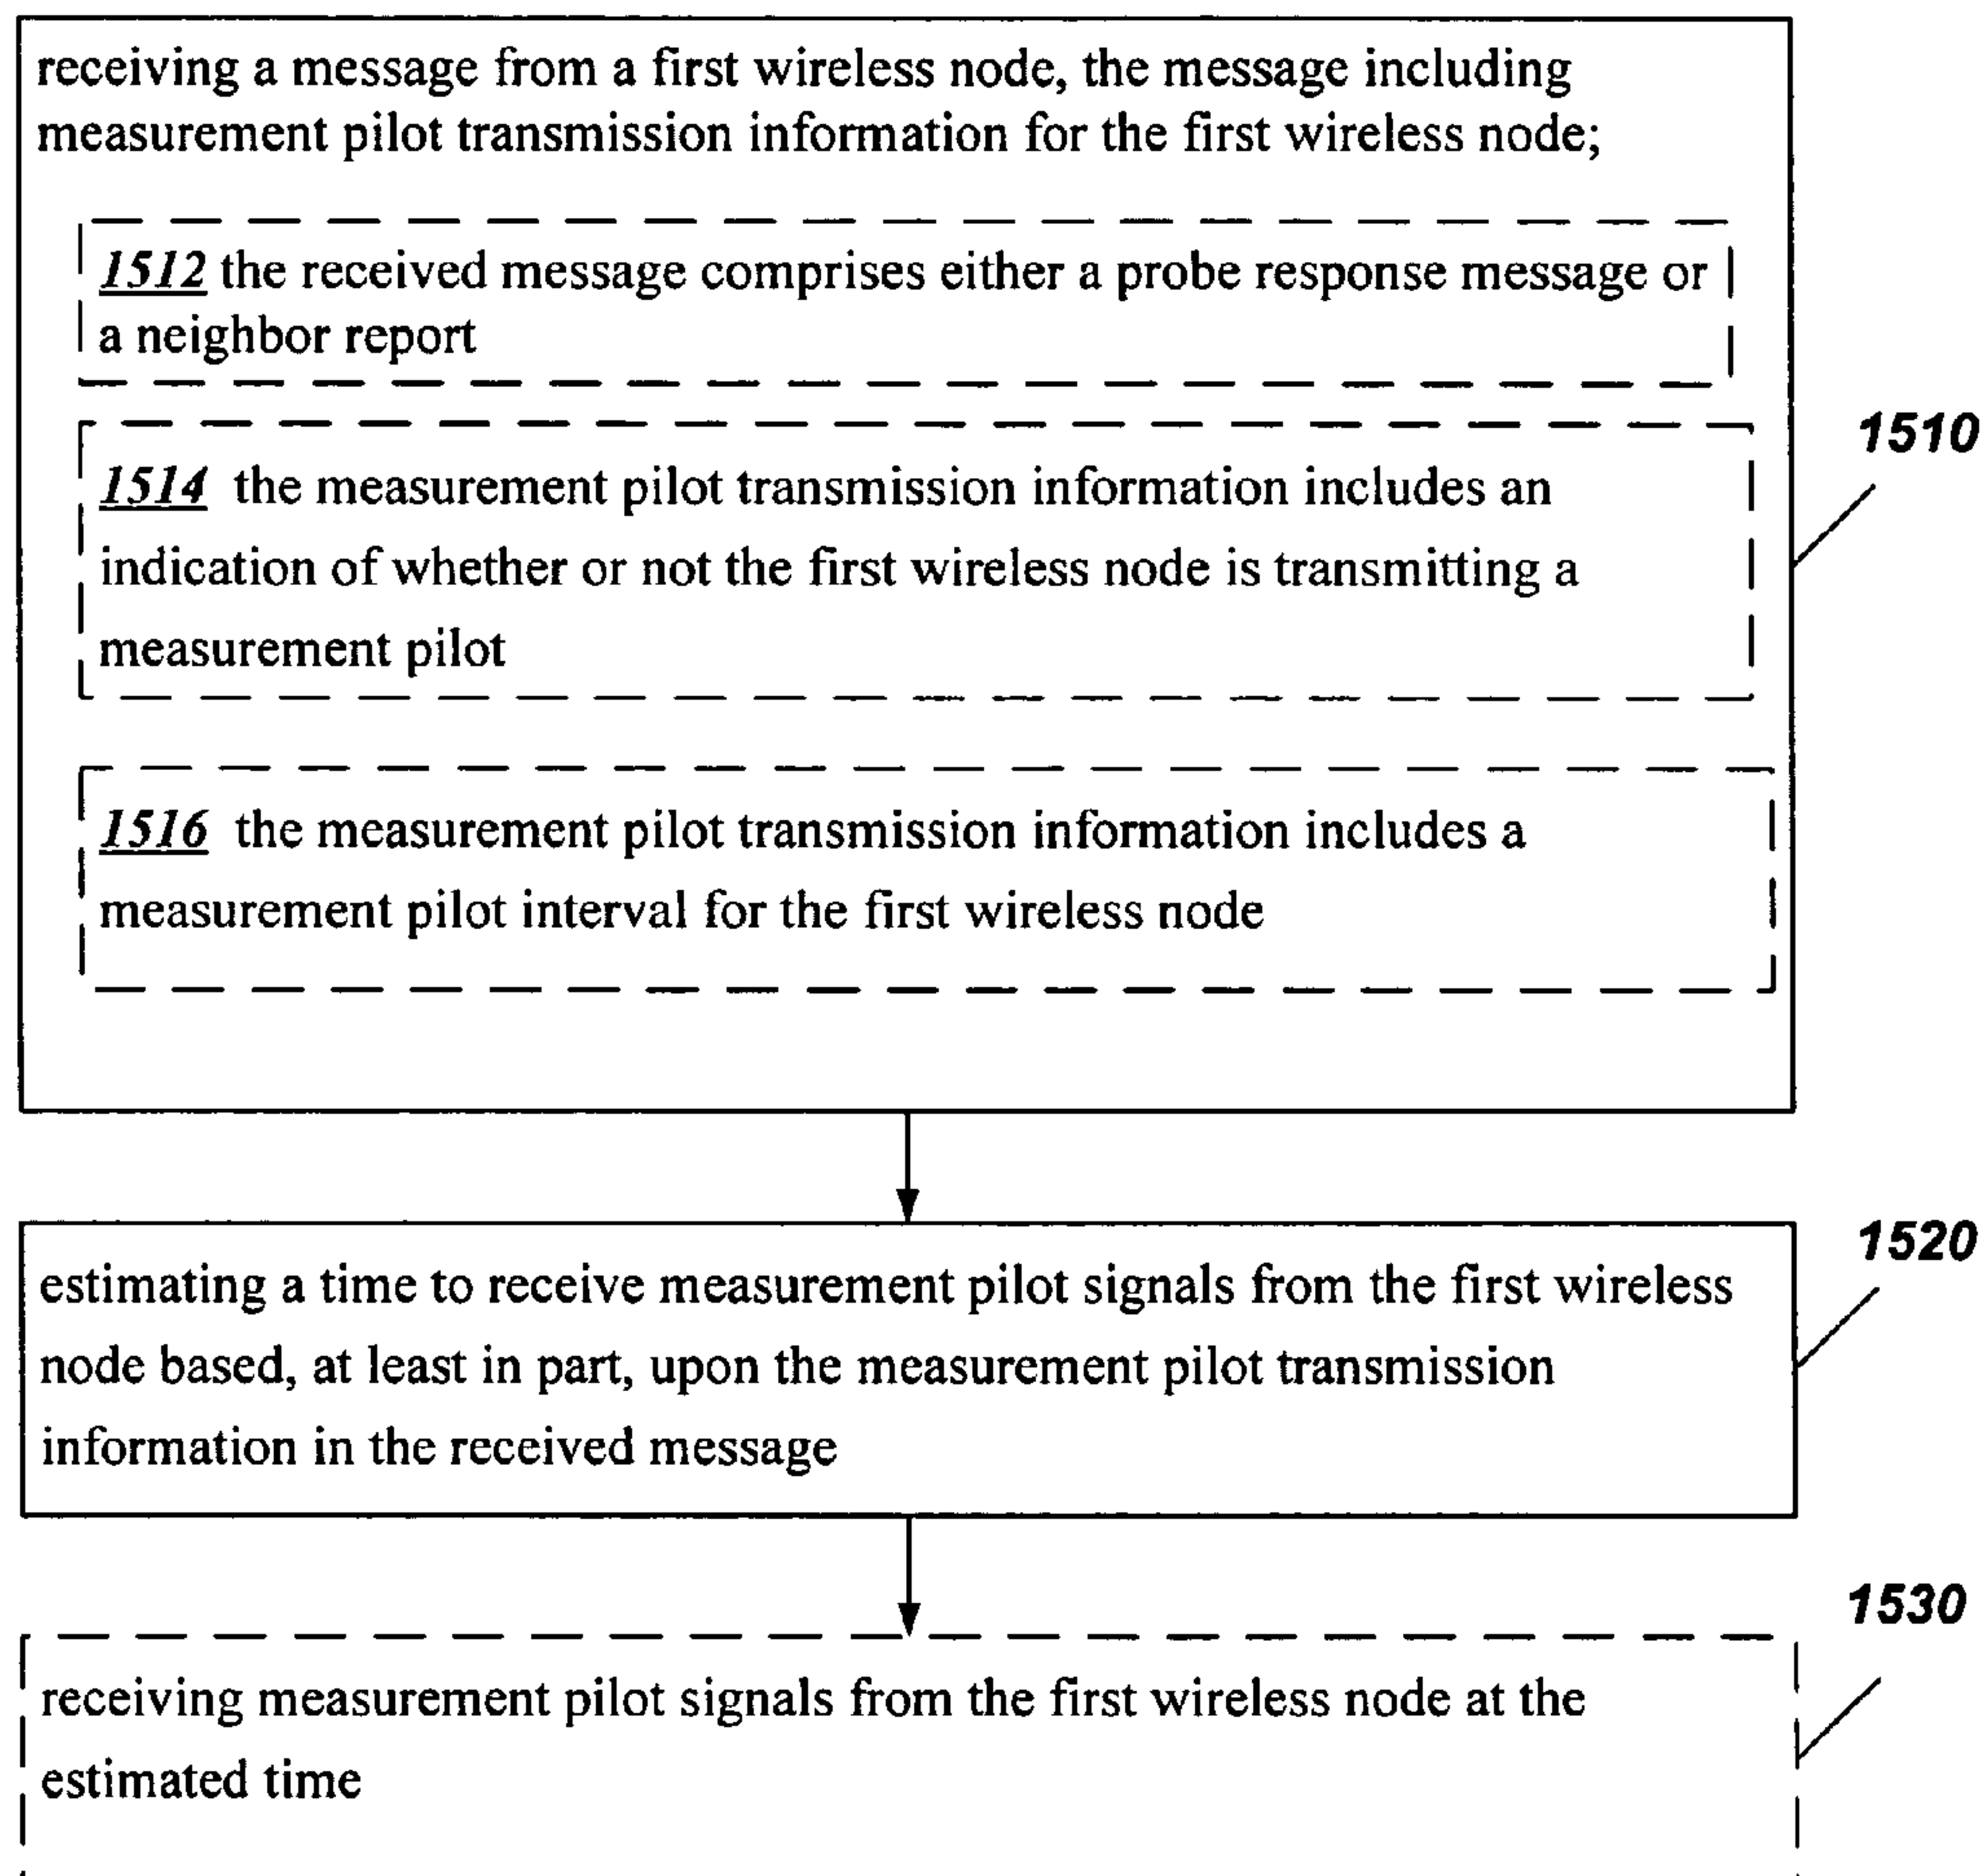 receiving a message from a first wireless node, the message including
measurement pilot transmission information for the first wireless node;
1512 the received message comprises either a probe response message or
a neighbor report
1514 the measurement pilot transmission information includes an
indication of whether or not the first wireless node is transmitting a
measurement pilot
1516 the measurement pilot transmission information includes a
measurement pilot interval for the first wireless node
1510
estimating a time to receive measurement pilot signals from the first wireless
node based, at least in part, upon the measurement pilot transmission
information in the received message
1520
receiving measurement pilot signals from the first wireless node at the
estimated time
1530